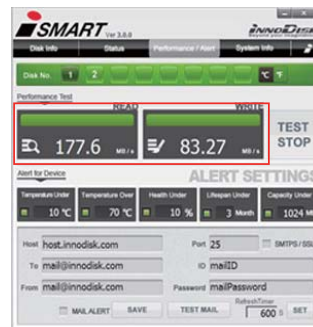 iSMART Ver 3.0.0
innoDisk
Disk Info Status Performance / Alert System Info
Disk No. 1 2 ℃ ℉
Performance Test
READ WRITE
177.6 MB / s 83.27 MB / s
TEST
STOP
Alert for Device ALERT SETTINGS
Temperature Under Temperature Over Health Under Lifespan Under Capacity Under
10 ℃ 70 ℃ 10 % 3 Month 1024 M
Host host.innodisk.com Port 25 SMTPS/SSL
To mail@innodisk.com ID mailID
From mail@innodisk.com Password mailPassword
MAIL ALERT SAVE TEST MAIL RefreshTimer 600 S SET